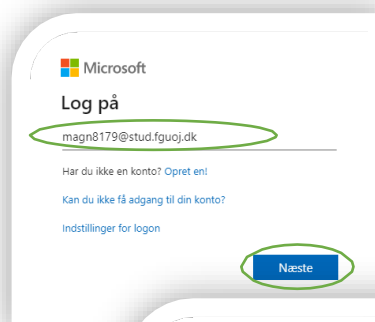 Microsoft
Log på
magn8179@stud.fguoj.dk
Har du ikke en konto? Opret en!
Kan du ikke få adgang til din konto?
Indstillinger for logon
Næste